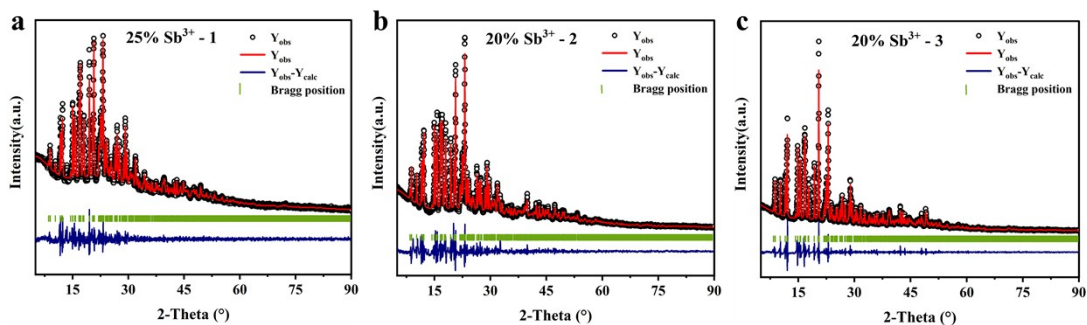 a
25% Sb³⁺ - 1
Y_obs
Y_obs
Y_obs-Y_calc
Bragg position
Intensity(a.u.)
15 30 45 60 75 90
2-Theta (°)
b
20% Sb³⁺ - 2
Y_obs
Y_obs
Y_obs-Y_calc
Bragg position
Intensity(a.u.)
15 30 45 60 75 90
2-Theta (°)
c
20% Sb³⁺ - 3
Y_obs
Y_obs
Y_obs-Y_calc
Bragg position
Intensity(a.u.)
15 30 45 60 75 90
2-Theta (°)